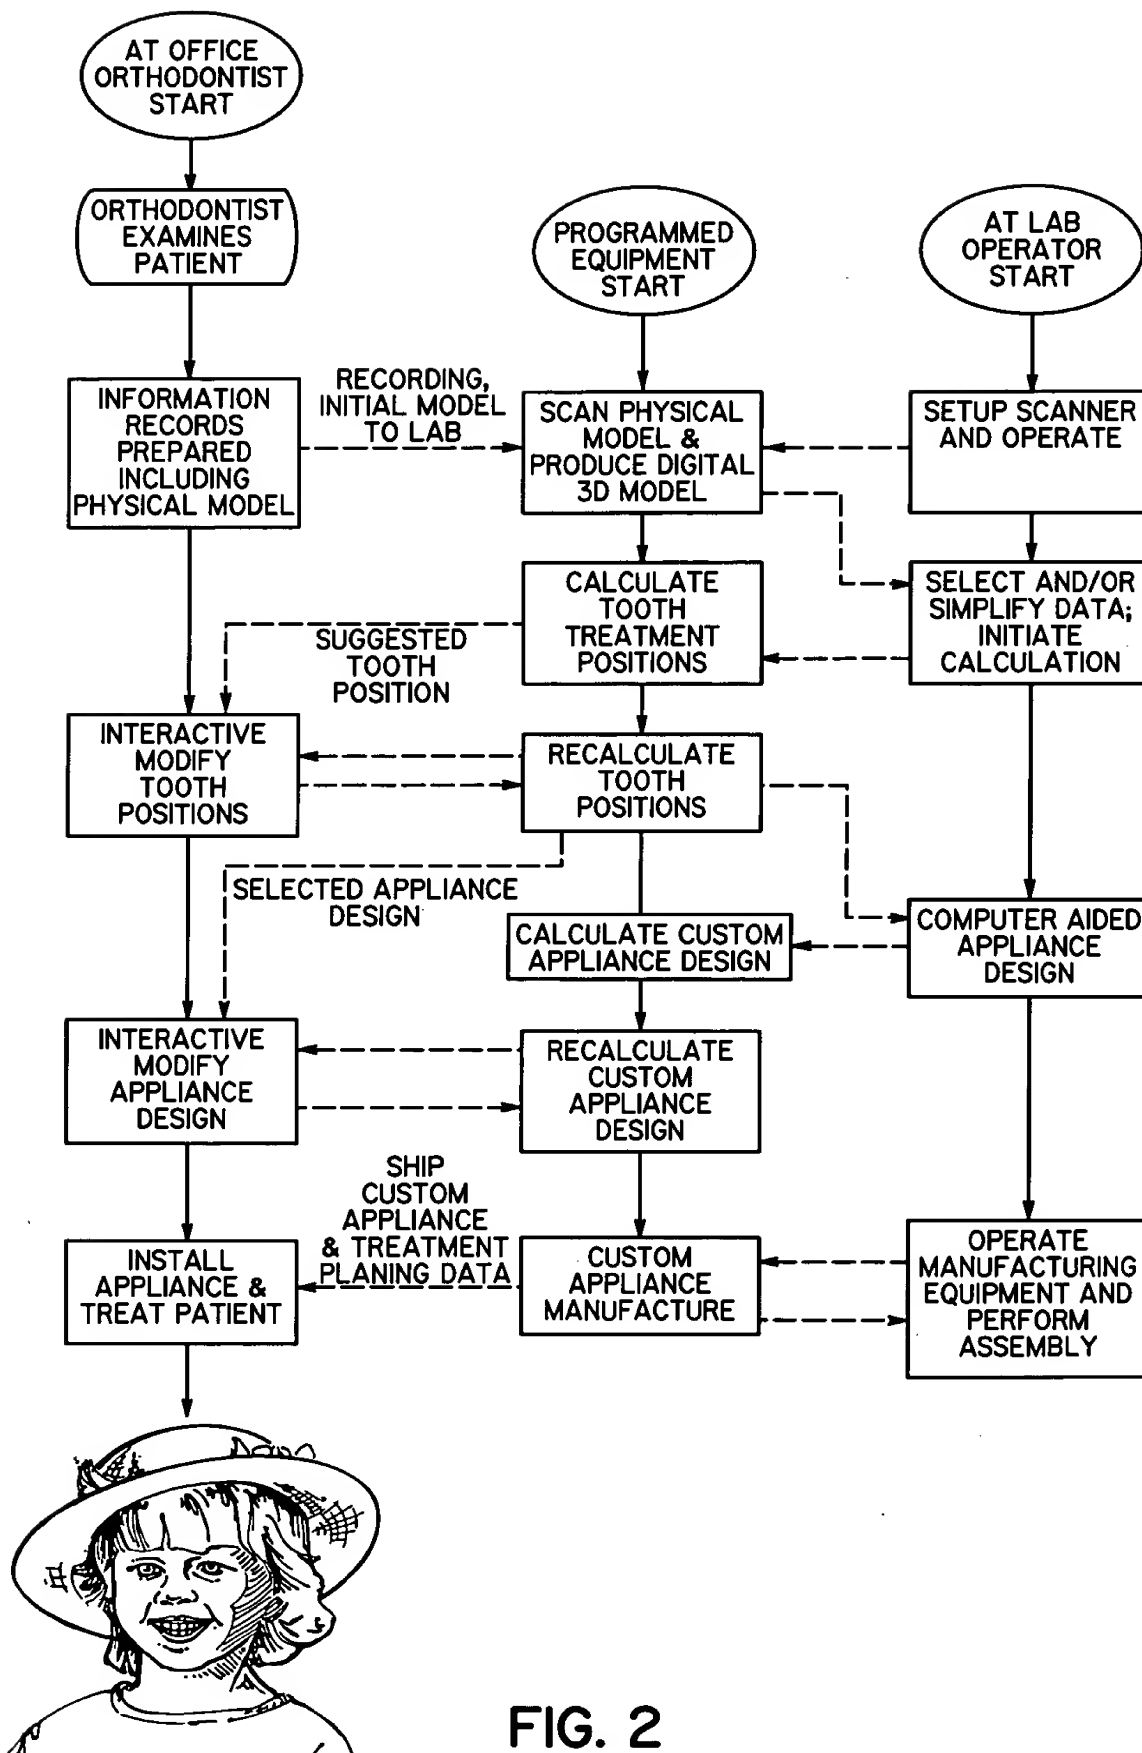 AT OFFICE
ORTHODONTIST
START
ORTHODONTIST
EXAMINES
PATIENT
PROGRAMMED
EQUIPMENT
START
AT LAB
OPERATOR
START
INFORMATION
RECORDS
PREPARED
INCLUDING
PHYSICAL MODEL
RECORDING,
INITIAL MODEL
TO LAB
SCAN PHYSICAL
MODEL &
PRODUCE DIGITAL
3D MODEL
SETUP SCANNER
AND OPERATE
CALCULATE
TOOTH
TREATMENT
POSITIONS
SELECT AND/OR
SIMPLIFY DATA;
INITIATE
CALCULATION
SUGGESTED
TOOTH
POSITION
INTERACTIVE
MODIFY
TOOTH
POSITIONS
RECALCULATE
TOOTH
POSITIONS
SELECTED APPLIANCE
DESIGN
CALCULATE CUSTOM
APPLIANCE DESIGN
COMPUTER AIDED
APPLIANCE
DESIGN
INTERACTIVE
MODIFY
APPLIANCE
DESIGN
RECALCULATE
CUSTOM
APPLIANCE
DESIGN
SHIP
CUSTOM
APPLIANCE
& TREATMENT
PLANING DATA
INSTALL
APPLIANCE &
TREAT PATIENT
CUSTOM
APPLIANCE
MANUFACTURE
OPERATE
MANUFACTURING
EQUIPMENT AND
PERFORM
ASSEMBLY
FIG. 2